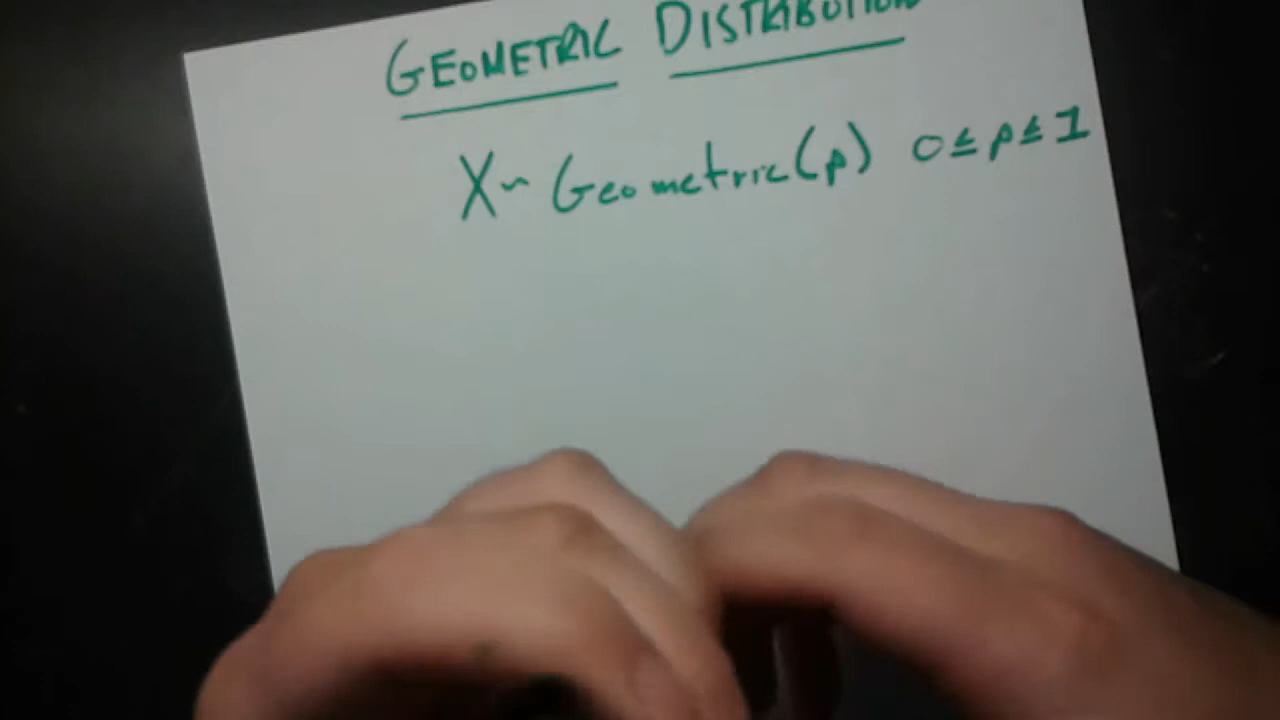 GEOMETRIC DISTRIBUTION
X ~ Geometric(p) 0 ≤ p ≤ 1